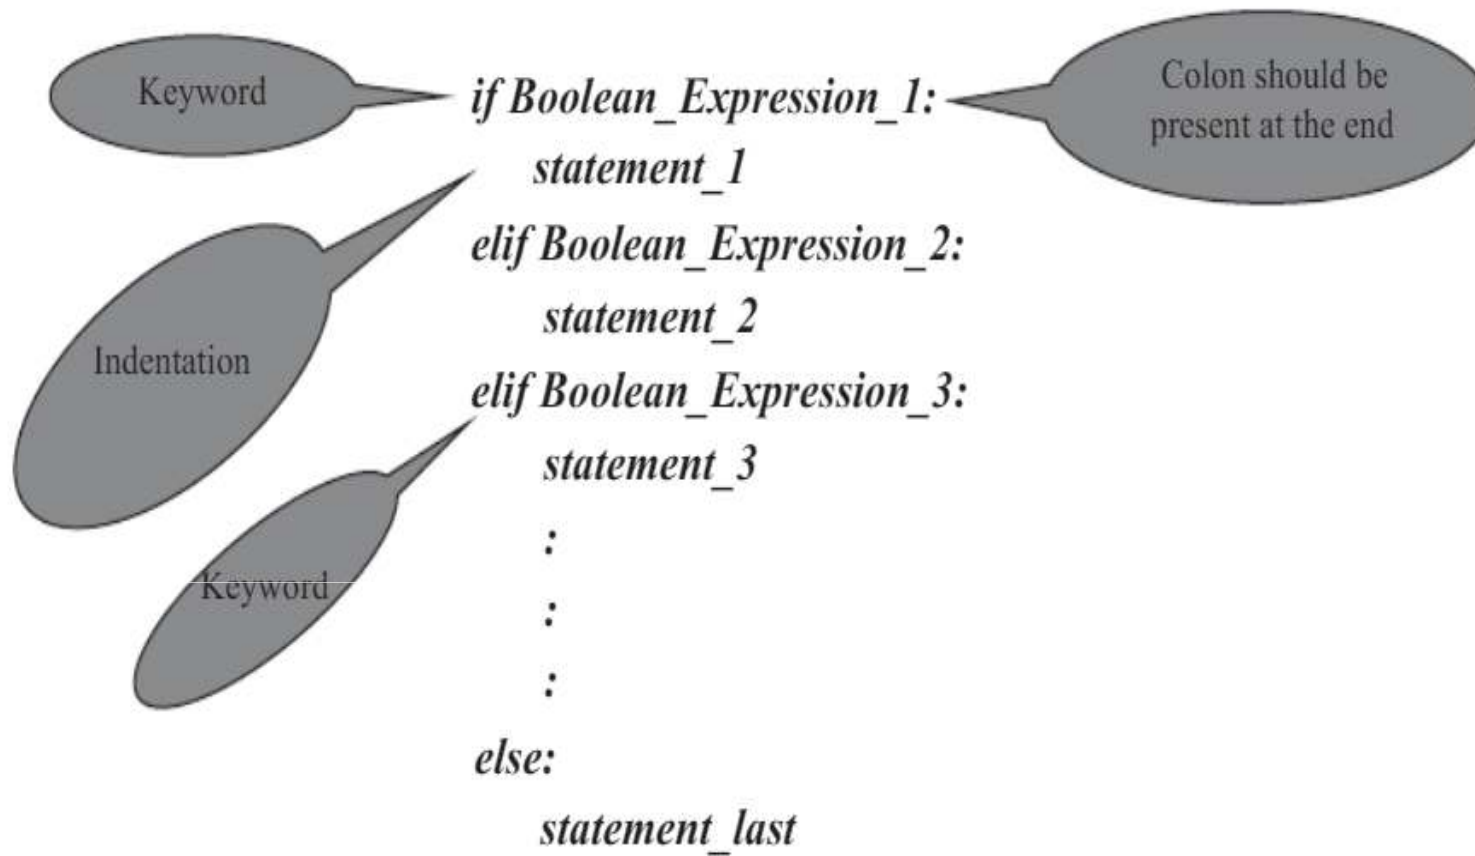 Keyword
if Boolean_Expression_1:
Colon should be
present at the end
statement_1
elif Boolean_Expression_2:
statement_2
Indentation
elif Boolean_Expression_3:
statement_3
:
Keyword
:
:
else:
statement_last